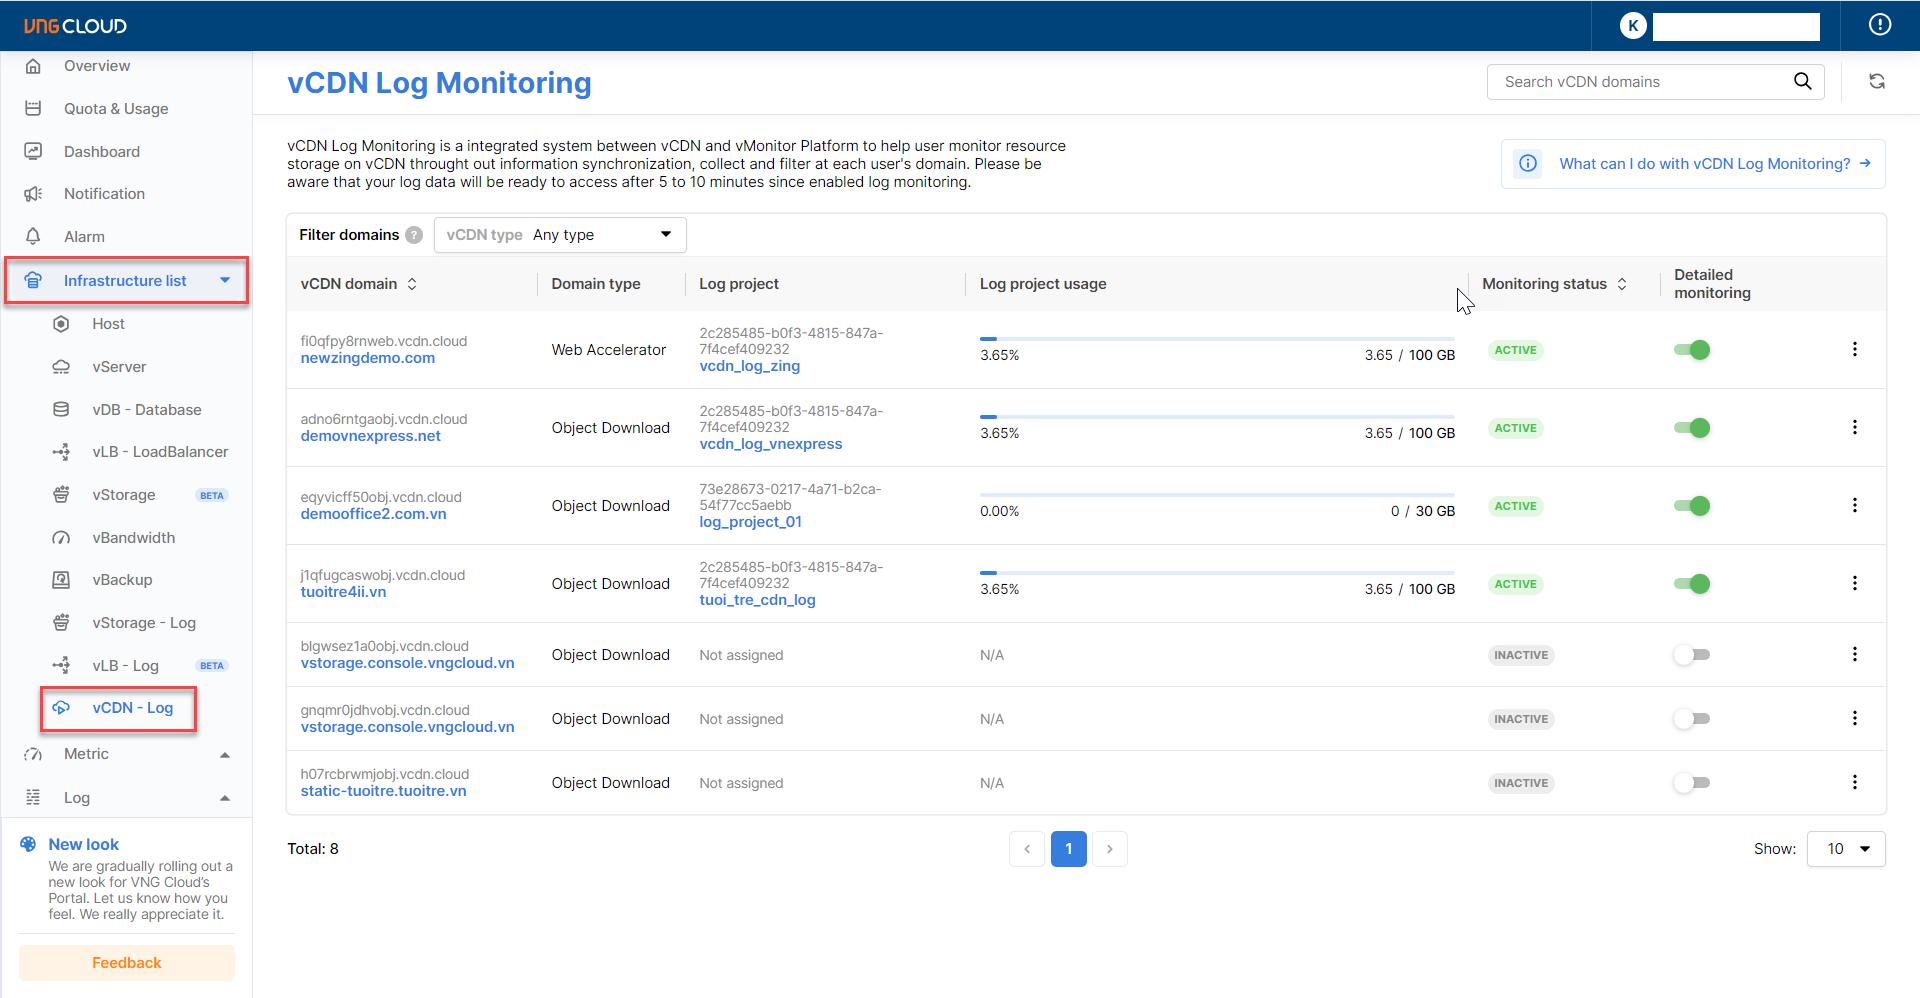 VNG CLOUD
K
Overview
Quota & Usage
Dashboard
Notification
Alarm
Infrastructure list
Host
vServer
vDB - Database
vLB - LoadBalancer
vStorage BETA
vBandwidth
vBackup
vStorage - Log
vLB - Log BETA
vCDN - Log
Metric
Log
New look
We are gradually rolling out a
new look for VNG Cloud's
Portal. Let us know how you
feel. We really appreciate it.
Feedback
vCDN Log Monitoring
Search vCDN domains
vCDN Log Monitoring is a integrated system between vCDN and vMonitor Platform to help user monitor resource
storage on vCDN throught out information synchronization, collect and filter at each user's domain. Please be
aware that your log data will be ready to access after 5 to 10 minutes since enabled log monitoring.
What can I do with vCDN Log Monitoring?
Filter domains ? vCDN type Any type
vCDN domain Domain type Log project Log project usage Monitoring status Detailed
monitoring
fi0qfpy8rnweb.vcdn.cloud
newzingdemo.com
Web Accelerator
2c285485-b0f3-4815-847a-
7f4cef409232
vcdn_log_zing
3.65% 3.65 / 100 GB
ACTIVE
adno6rntgaobj.vcdn.cloud
demovnexpress.net
Object Download
2c285485-b0f3-4815-847a-
7f4cef409232
vcdn_log_vnexpress
3.65% 3.65 / 100 GB
ACTIVE
eqyvicff50obj.vcdn.cloud
demooffice2.com.vn
Object Download
73e28673-0217-4a71-b2ca-
54f77cc5aebb
log_project_01
0.00% 0 / 30 GB
ACTIVE
j1qfugcaswobj.vcdn.cloud
tuoitre4ii.vn
Object Download
2c285485-b0f3-4815-847a-
7f4cef409232
tuoi_tre_cdn_log
3.65% 3.65 / 100 GB
ACTIVE
blgwsez1a0obj.vcdn.cloud
vstorage.console.vngcloud.vn
Object Download
Not assigned
N/A
INACTIVE
gnqmr0jdhvobj.vcdn.cloud
vstorage.console.vngcloud.vn
Object Download
Not assigned
N/A
INACTIVE
h07rcbrwmjobj.vcdn.cloud
static-tuoitre.tuoitre.vn
Object Download
Not assigned
N/A
INACTIVE
Total: 8
1
Show: 10